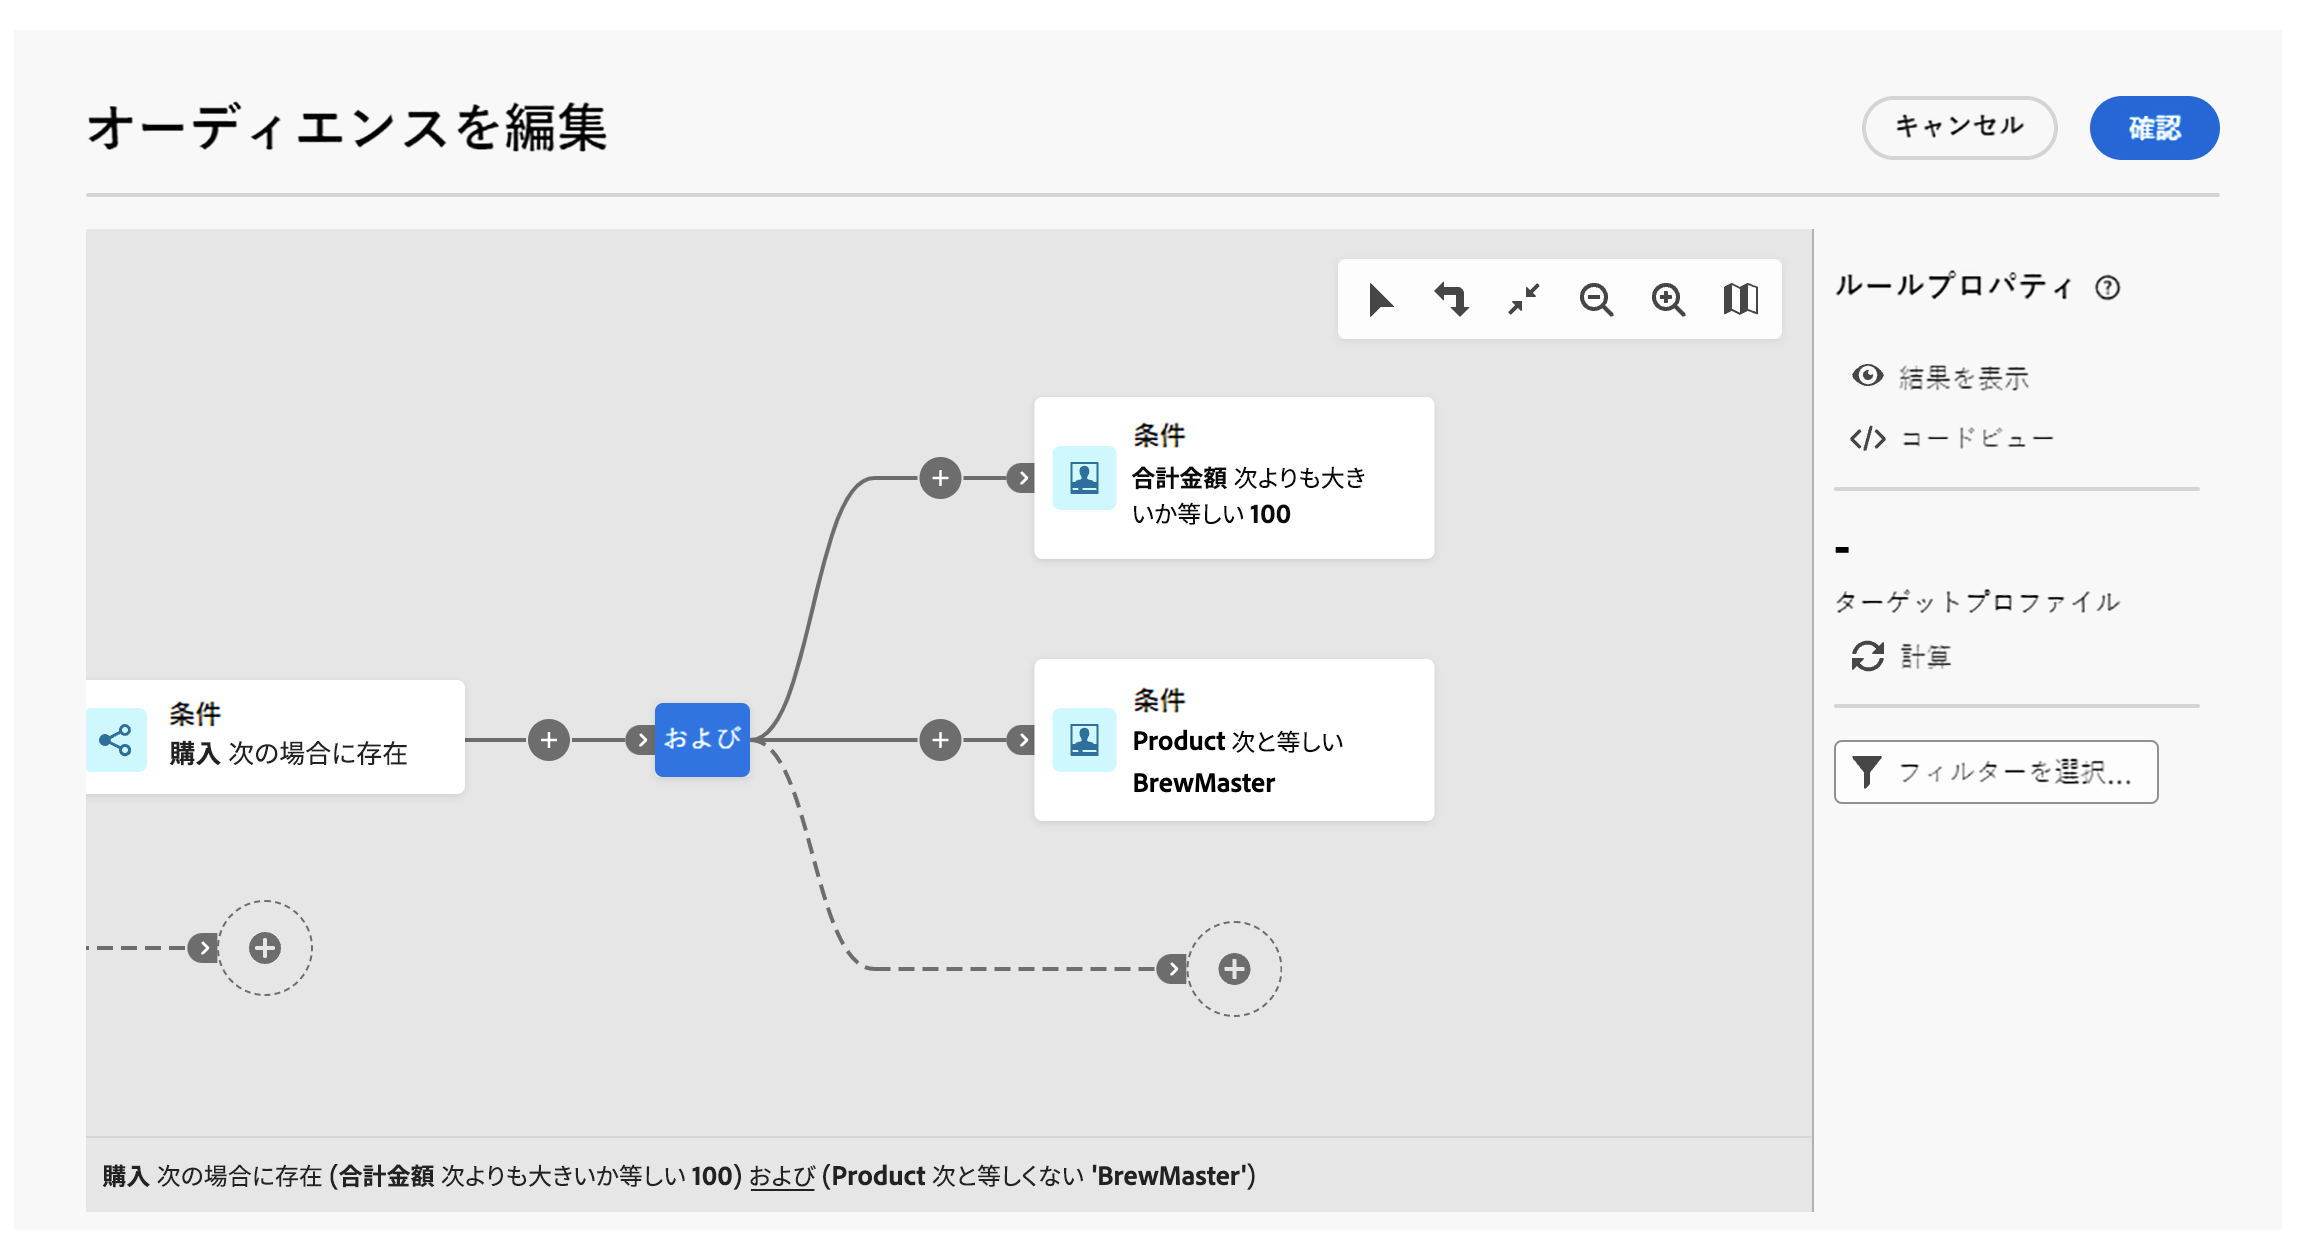 オーディエンスを編集
キャンセル
確認
ルールプロパティ
結果を表示
コードビュー
-
ターゲットプロファイル
計算
フィルターを選択...
条件
合計金額 次よりも大き
いか等しい 100
条件
購入 次の場合に存在
および
条件
Product 次と等しい
BrewMaster
購入 次の場合に存在 (合計金額 次よりも大きいか等しい 100) および (Product 次と等しくない 'BrewMaster')